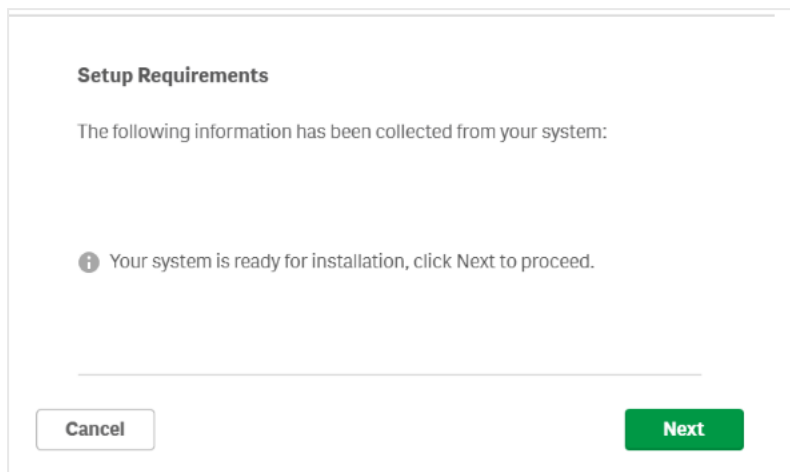 Setup Requirements
The following information has been collected from your system:
Your system is ready for installation, click Next to proceed.
Cancel
Next